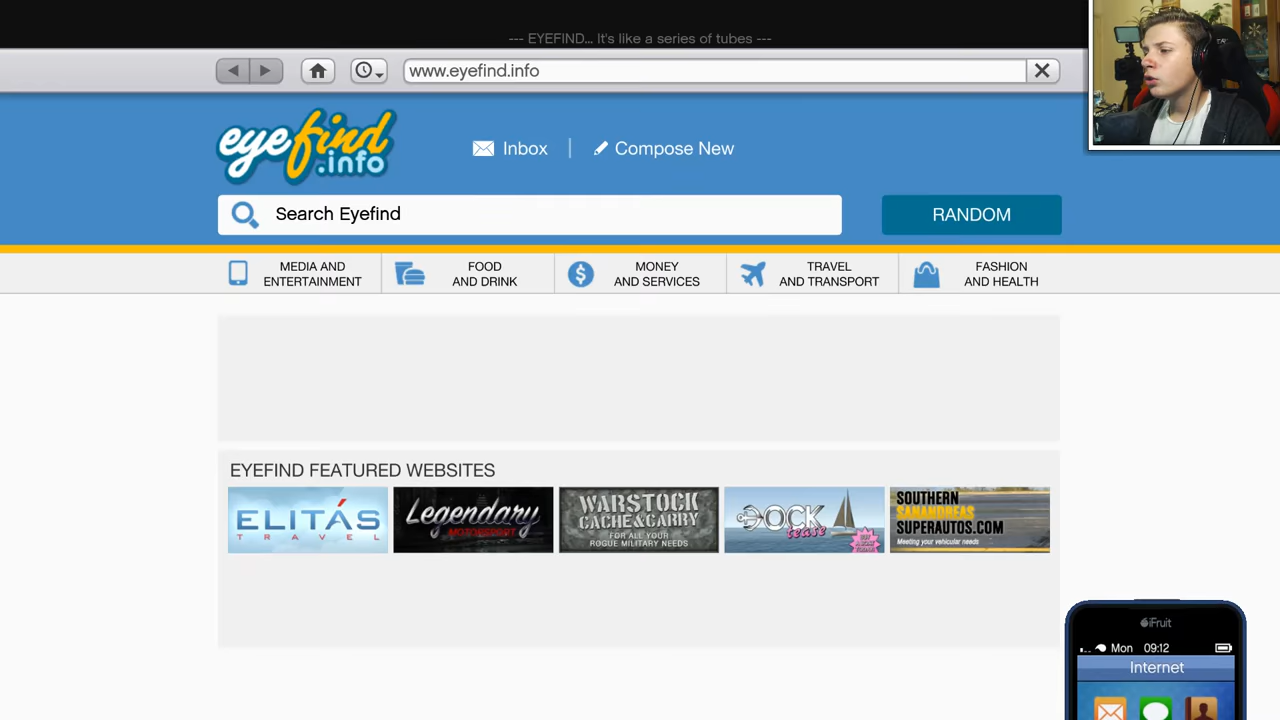 --- EYEFIND... It's like a series of tubes ---
www.eyefind.info
eyefind.info
Inbox
Compose New
Search Eyefind
RANDOM
MEDIA AND ENTERTAINMENT
FOOD AND DRINK
MONEY AND SERVICES
TRAVEL AND TRANSPORT
FASHION AND HEALTH
EYEFIND FEATURED WEBSITES
ELITÁS
TRAVEL
Legendary
MOTORSPORT
WARSTOCK
CACHE&CARRY
FOR ALL YOUR
ROGUE MILITARY NEEDS
DOCK
tease
SOUTHERN
SANANDREAS
SUPERAUTOS.COM
Meeting your vehicular needs
iFruit
Mon 09:12
Internet